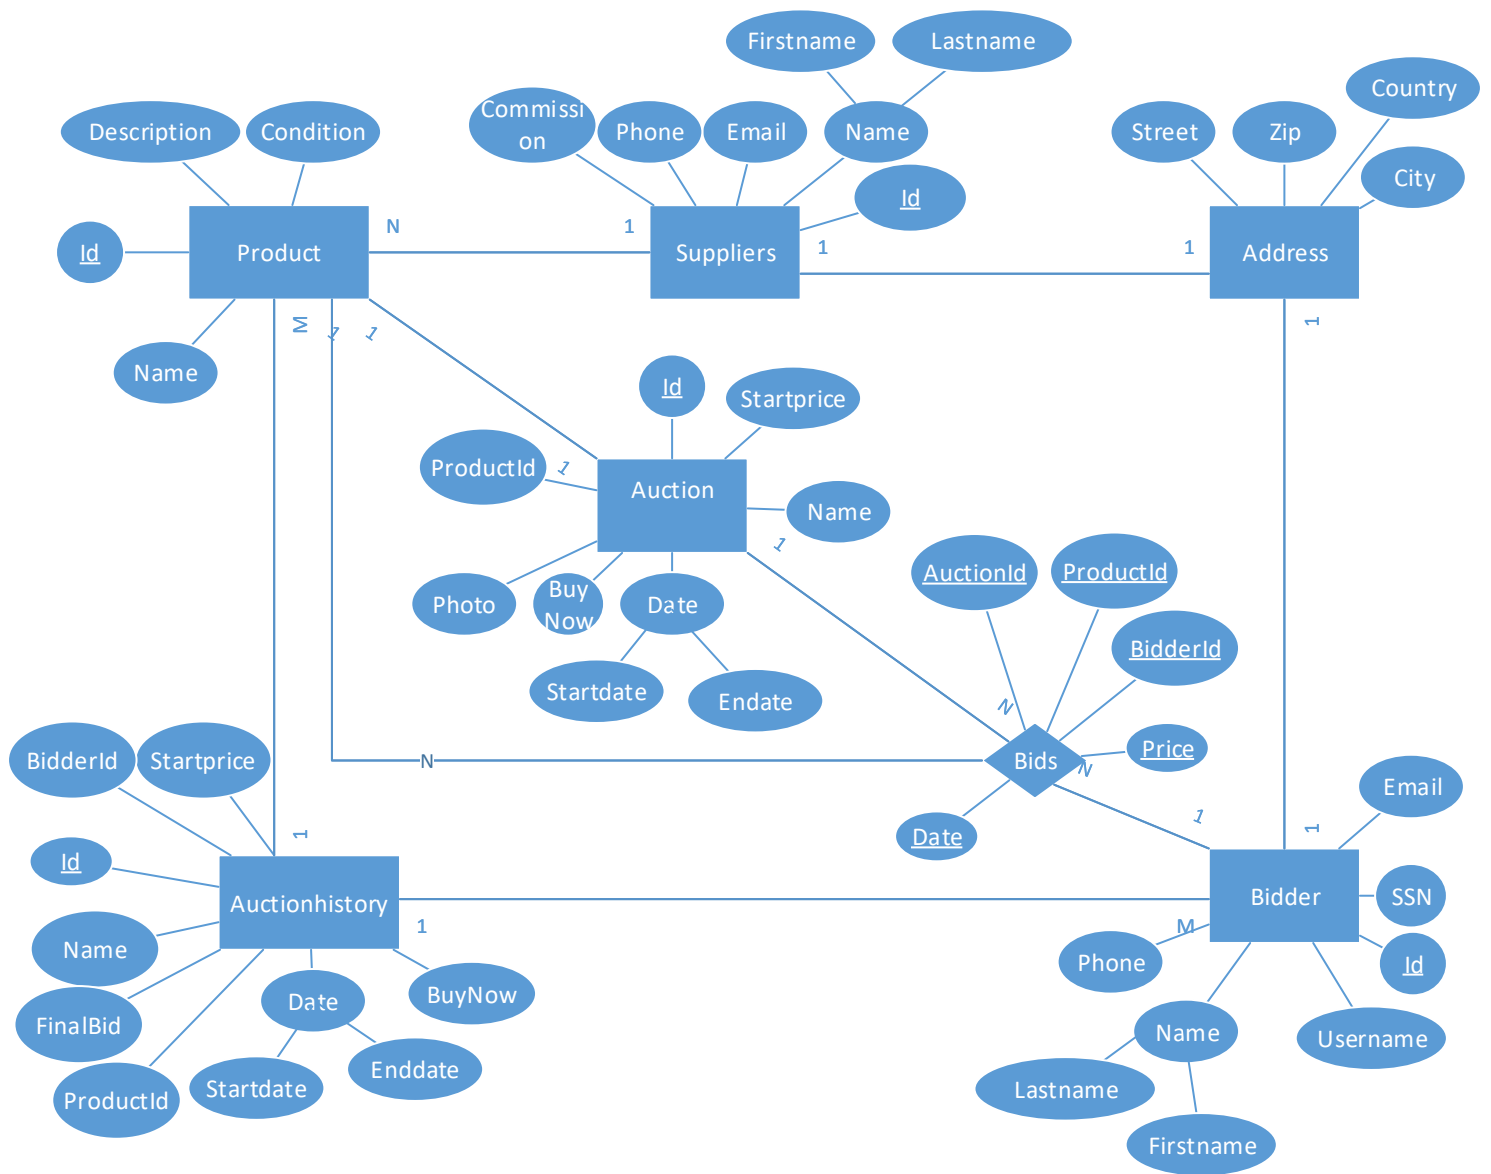 Firstname
Lastname
Country
Commissi
on
Description
Condition
Phone
Email
Name
Street
Zip
City
Id
N
1
Id
Product
Suppliers
1
1
Address
M
1
1
1
Name
Id
Startprice
ProductId
1
Auction
Name
1
AuctionId
ProductId
Photo
Buy
Now
Date
BidderId
Startdate
Endate
N
BidderId
Startprice
N
Bids
N
Price
Email
Date
1
1
1
Id
Auctionhistory
Bidder
SSN
1
M
Name
Phone
Id
Date
BuyNow
FinalBid
Name
Username
Enddate
Startdate
ProductId
Lastname
Firstname